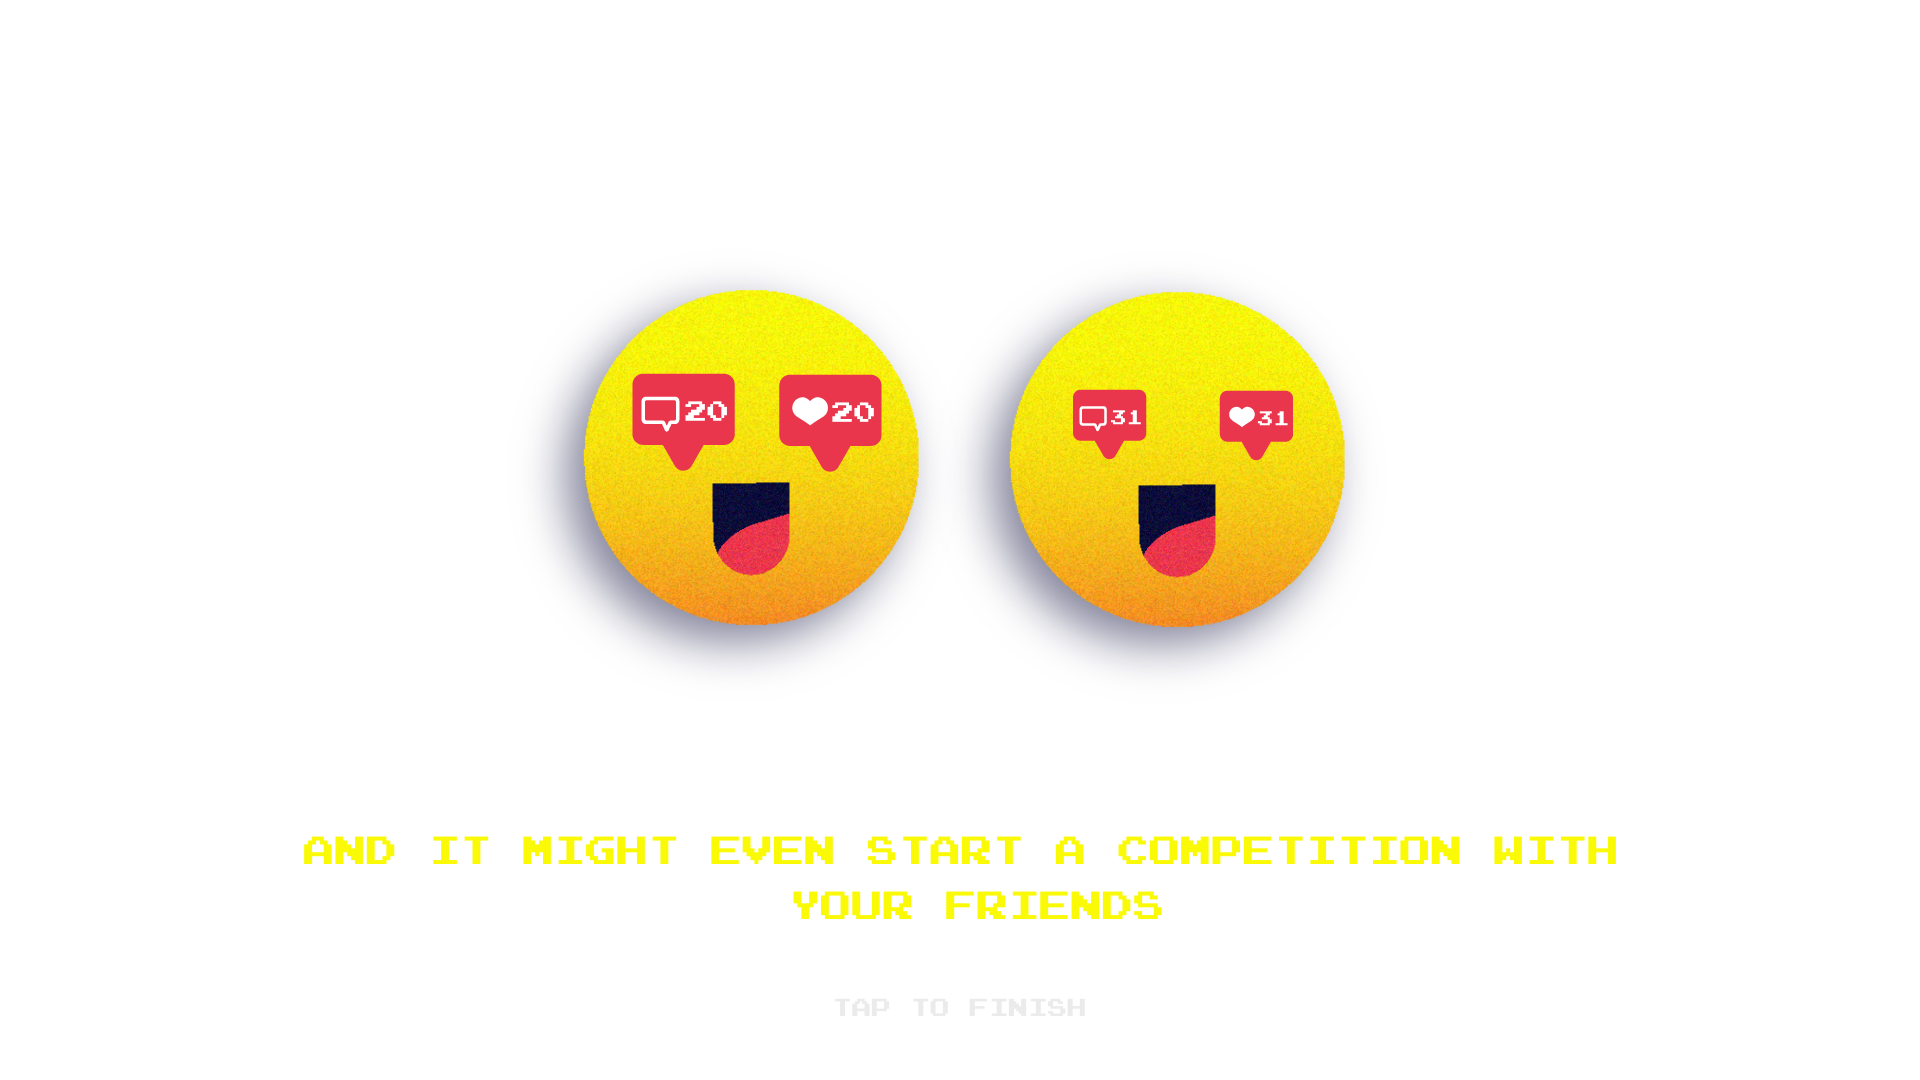 20 20 31 31
AND IT MIGHT EVEN START A COMPETITION WITH
YOUR FRIENDS
TAP TO FINISH